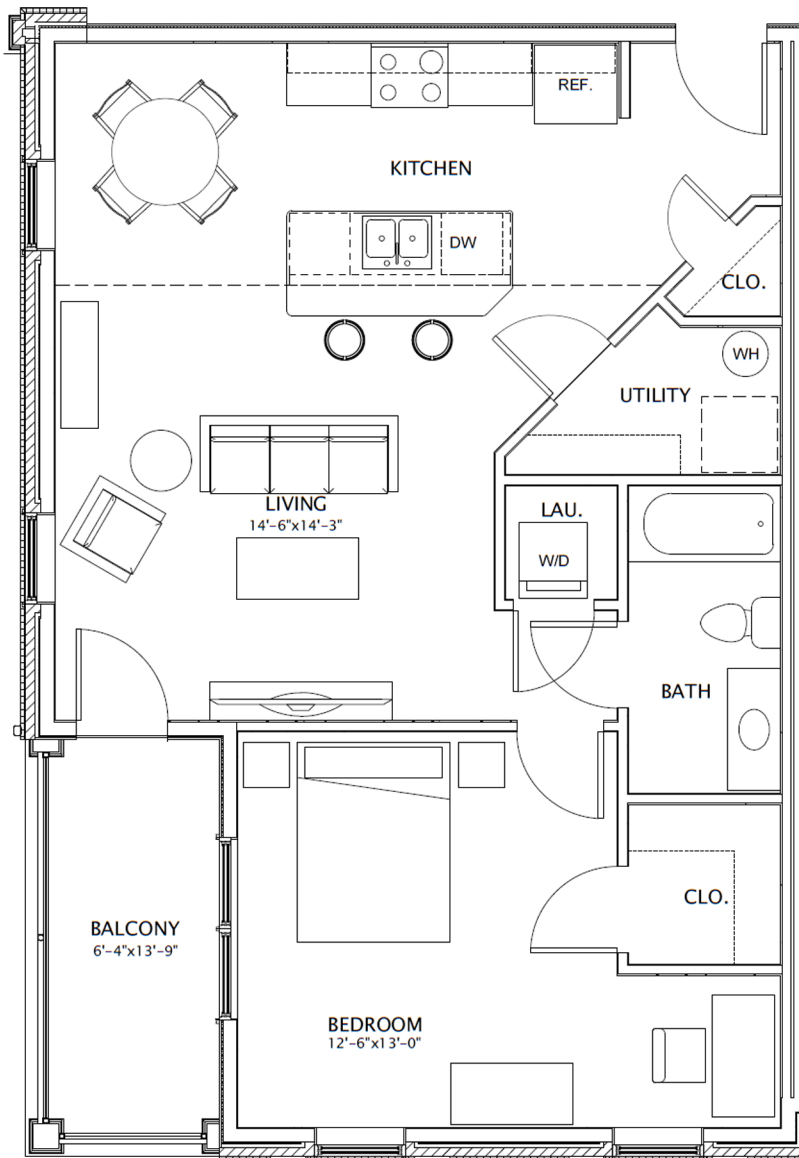 REF.
KITCHEN
DW
CLO.
WH
UTILITY
LIVING
14'-6"x14'-3"
LAU.
W/D
BATH
CLO.
BALCONY
6'-4"x13'-9"
BEDROOM
12'-6"x13'-0"